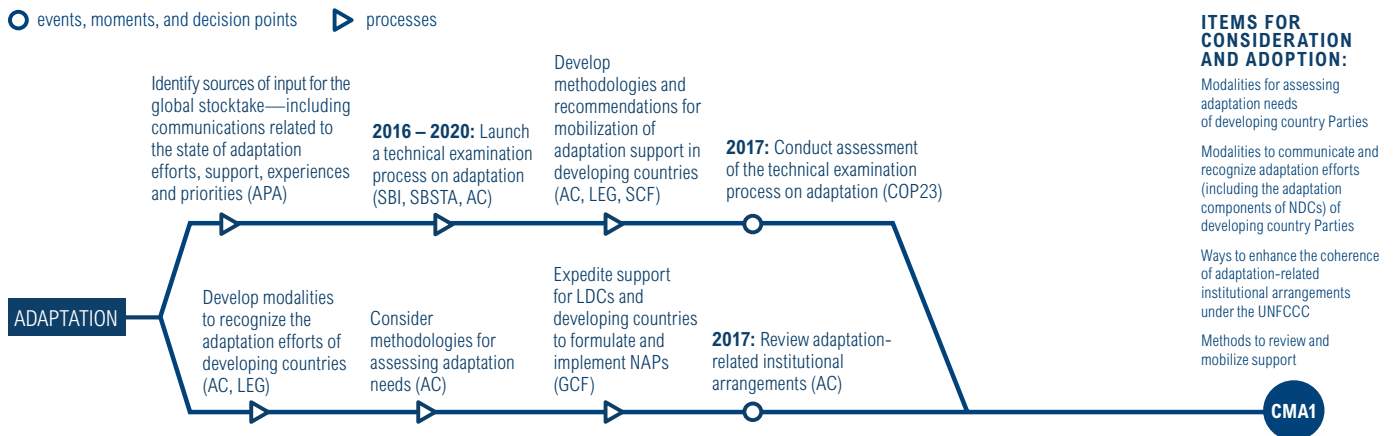 events, moments, and decision points
processes
Identify sources of input for the
global stocktake—including
communications related to
the state of adaptation
efforts, support, experiences
and priorities (APA)
2016 – 2020: Launch
a technical examination
process on adaptation
(SBI, SBSTA, AC)
Develop
methodologies and
recommendations for
mobilization of
adaptation support in
developing countries
(AC, LEG, SCF)
2017: Conduct assessment
of the technical examination
process on adaptation (COP23)
ADAPTATION
Develop modalities
to recognize the
adaptation efforts of
developing countries
(AC, LEG)
Consider
methodologies for
assessing adaptation
needs (AC)
Expedite support
for LDCs and
developing countries
to formulate and
implement NAPs
(GCF)
2017: Review adaptation-
related institutional
arrangements (AC)
ITEMS FOR
CONSIDERATION
AND ADOPTION:
Modalities for assessing
adaptation needs
of developing country Parties
Modalities to communicate and
recognize adaptation efforts
(including the adaptation
components of NDCs) of
developing country Parties
Ways to enhance the coherence
of adaptation-related
institutional arrangements
under the UNFCCC
Methods to review and
mobilize support
CMA1